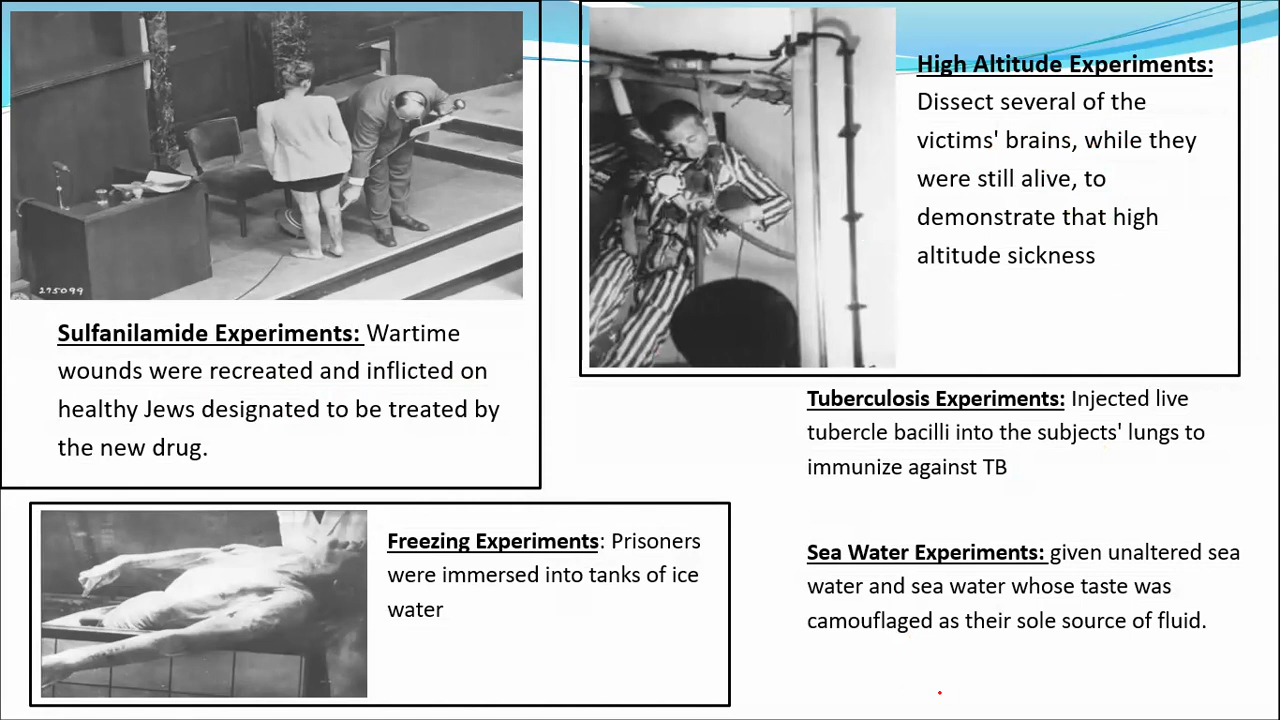 275099
Sulfanilamide Experiments: Wartime
wounds were recreated and inflicted on
healthy Jews designated to be treated by
the new drug.
High Altitude Experiments:
Dissect several of the
victims' brains, while they
were still alive, to
demonstrate that high
altitude sickness
Tuberculosis Experiments: Injected live
tubercle bacilli into the subjects' lungs to
immunize against TB
Freezing Experiments: Prisoners
were immersed into tanks of ice
water
Sea Water Experiments: given unaltered sea
water and sea water whose taste was
camouflaged as their sole source of fluid.